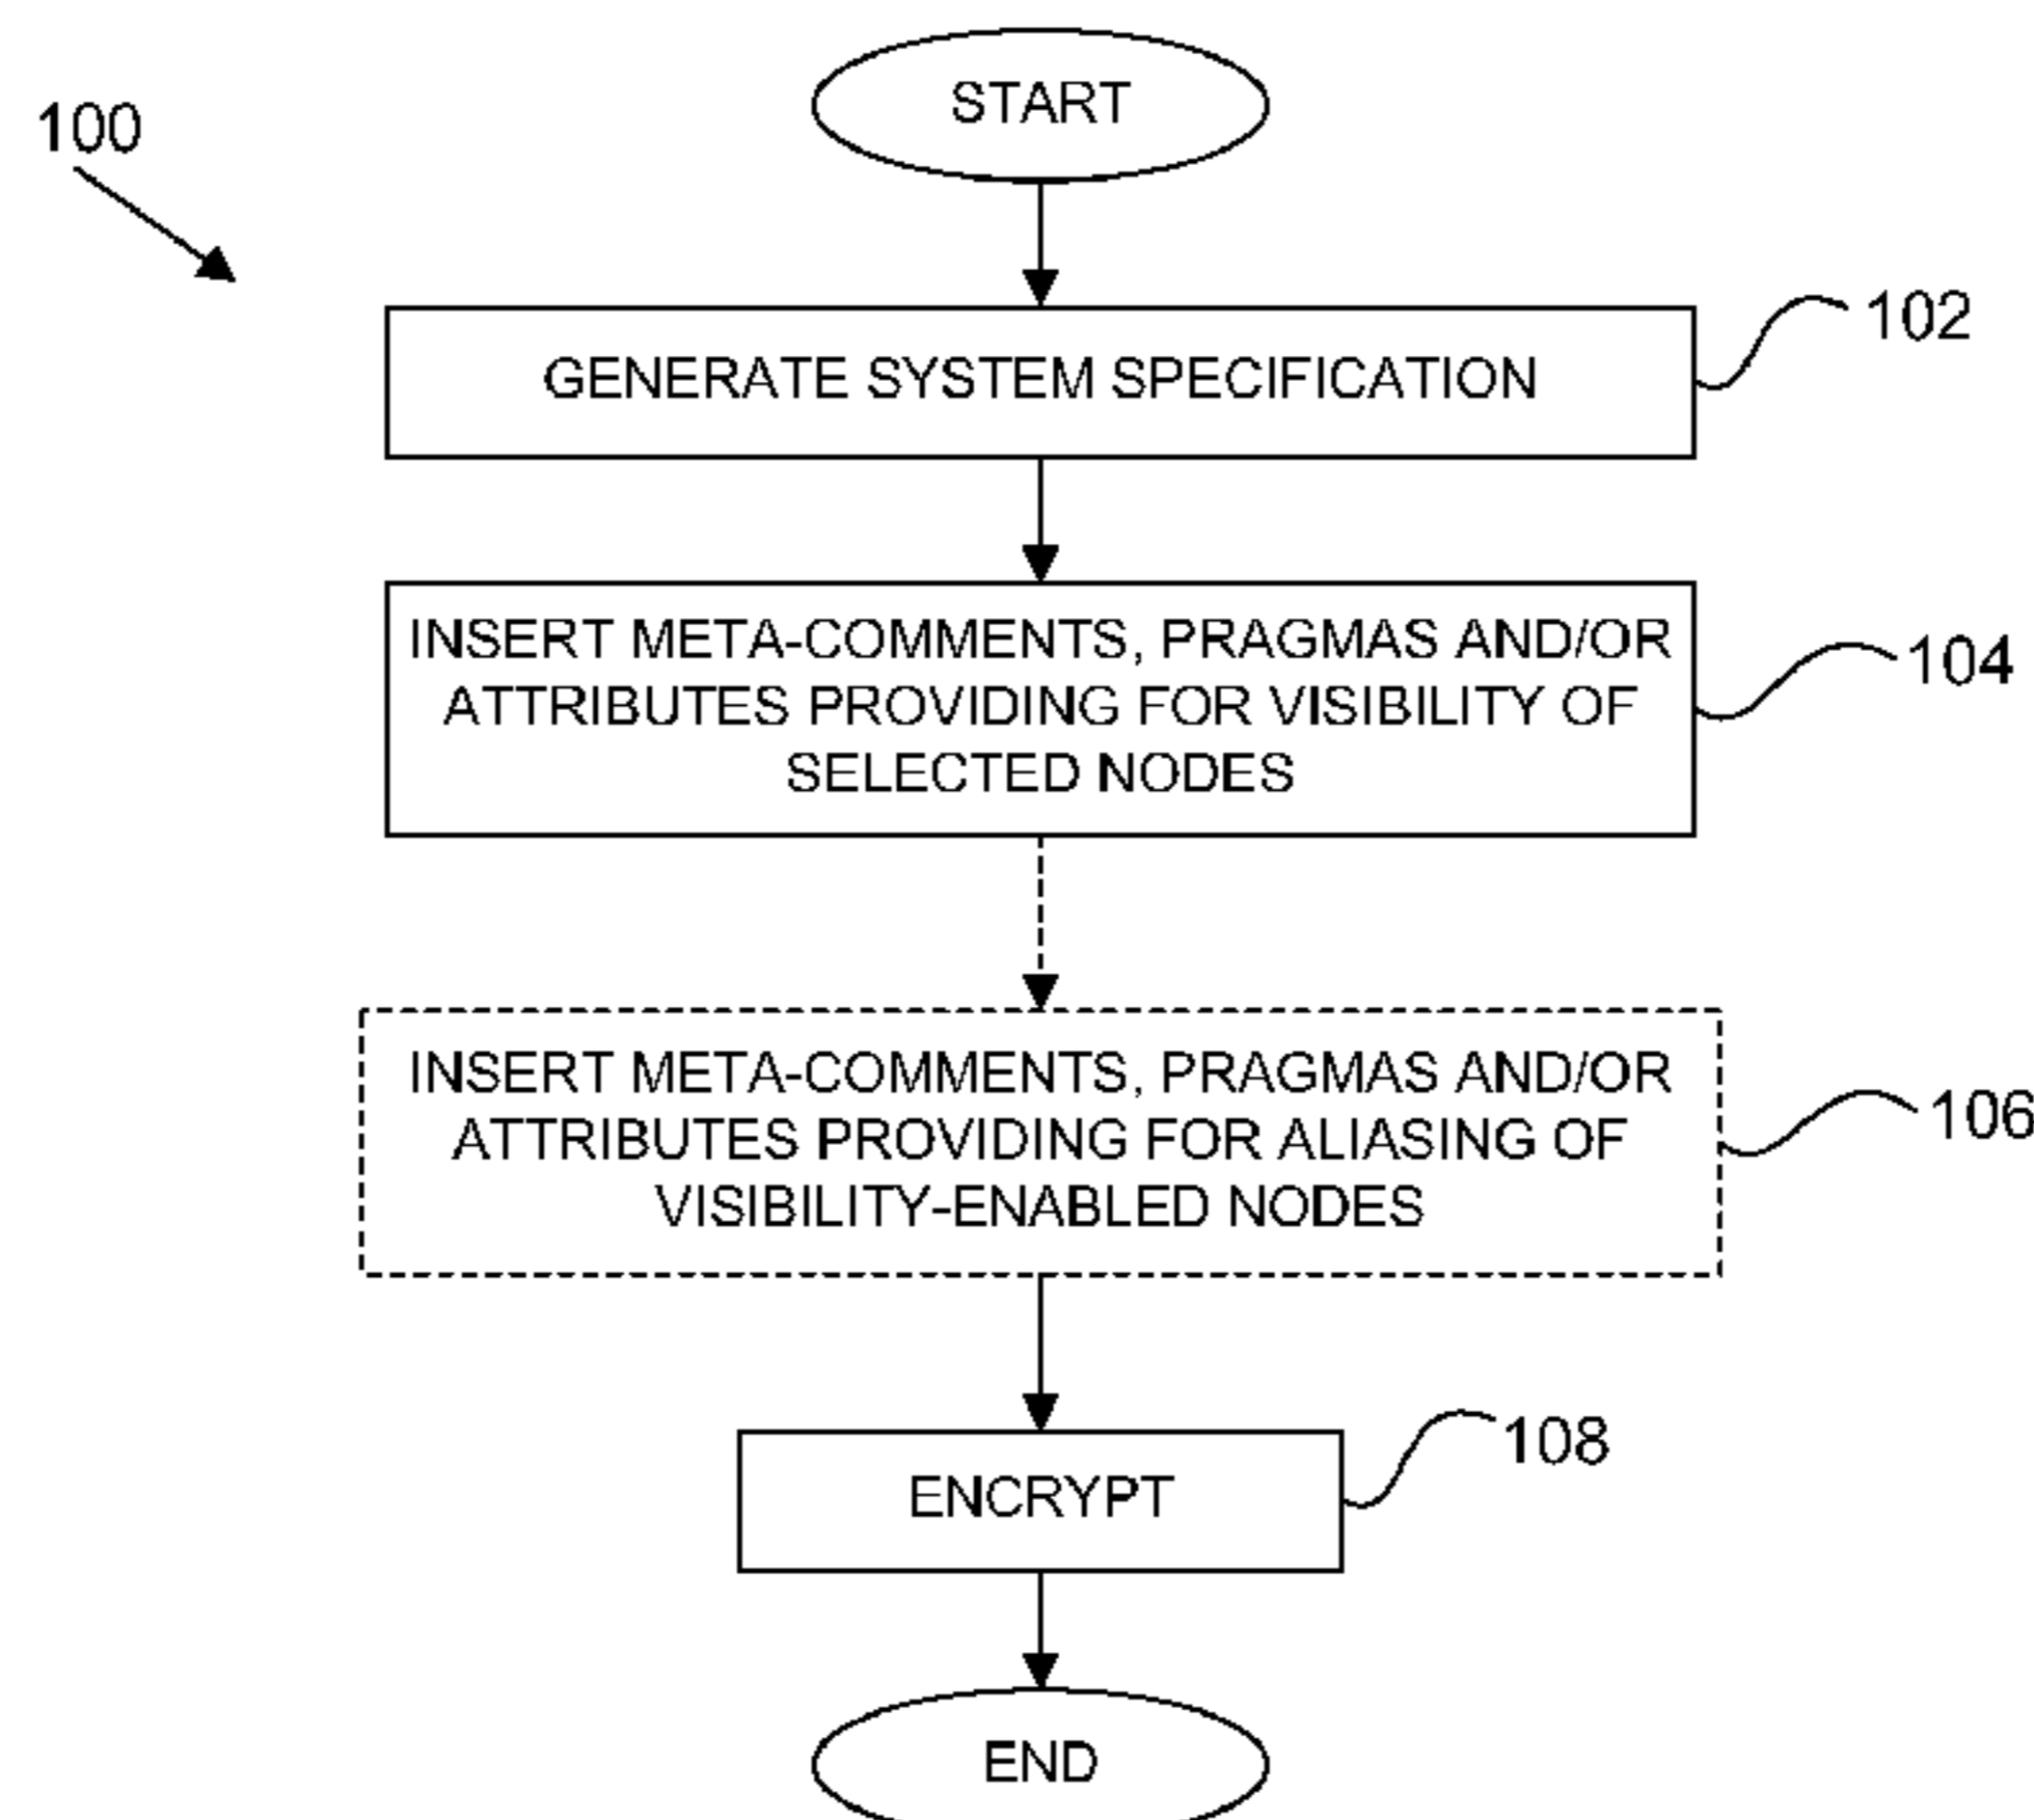 START
100
102
GENERATE SYSTEM SPECIFICATION
INSERT META-COMMENTS, PRAGMAS AND/OR
ATTRIBUTES PROVIDING FOR VISIBILITY OF
SELECTED NODES
104
INSERT META-COMMENTS, PRAGMAS AND/OR
ATTRIBUTES PROVIDING FOR ALIASING OF
VISIBILITY-ENABLED NODES
106
108
ENCRYPT
END